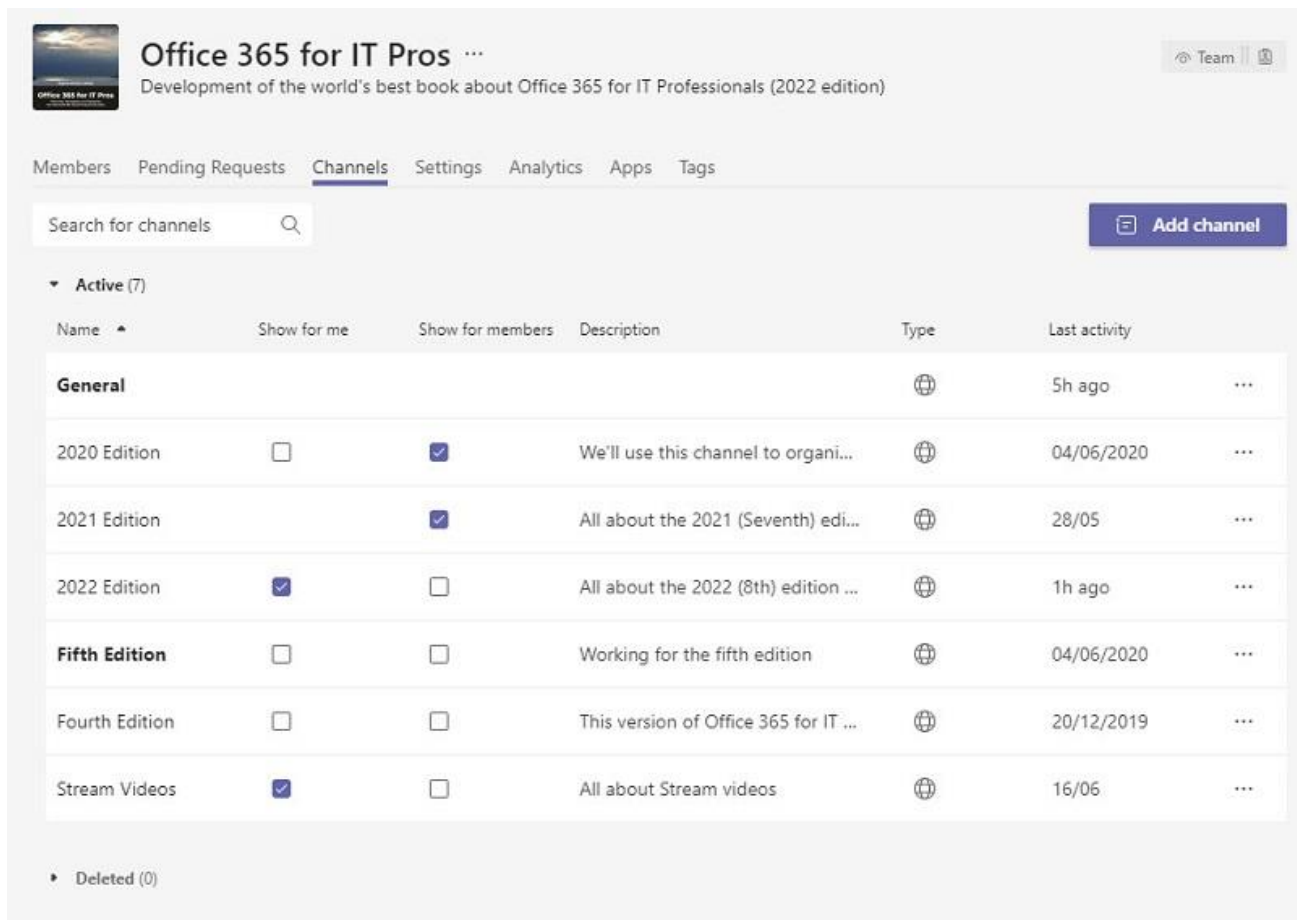 Office 365 for IT Pros ...
Office 365 for IT Pros
Development of the world's best book about Office 365 for IT Professionals (2022 edition)
Team
Members Pending Requests Channels Settings Analytics Apps Tags
Search for channels
Add channel
Active (7)
Name Show for me Show for members Description Type Last activity
General 5h ago ...
2020 Edition We'll use this channel to organi... 04/06/2020 ...
2021 Edition All about the 2021 (Seventh) edi... 28/05 ...
2022 Edition All about the 2022 (8th) edition ... 1h ago ...
Fifth Edition Working for the fifth edition 04/06/2020 ...
Fourth Edition This version of Office 365 for IT ... 20/12/2019 ...
Stream Videos All about Stream videos 16/06 ...
Deleted (0)